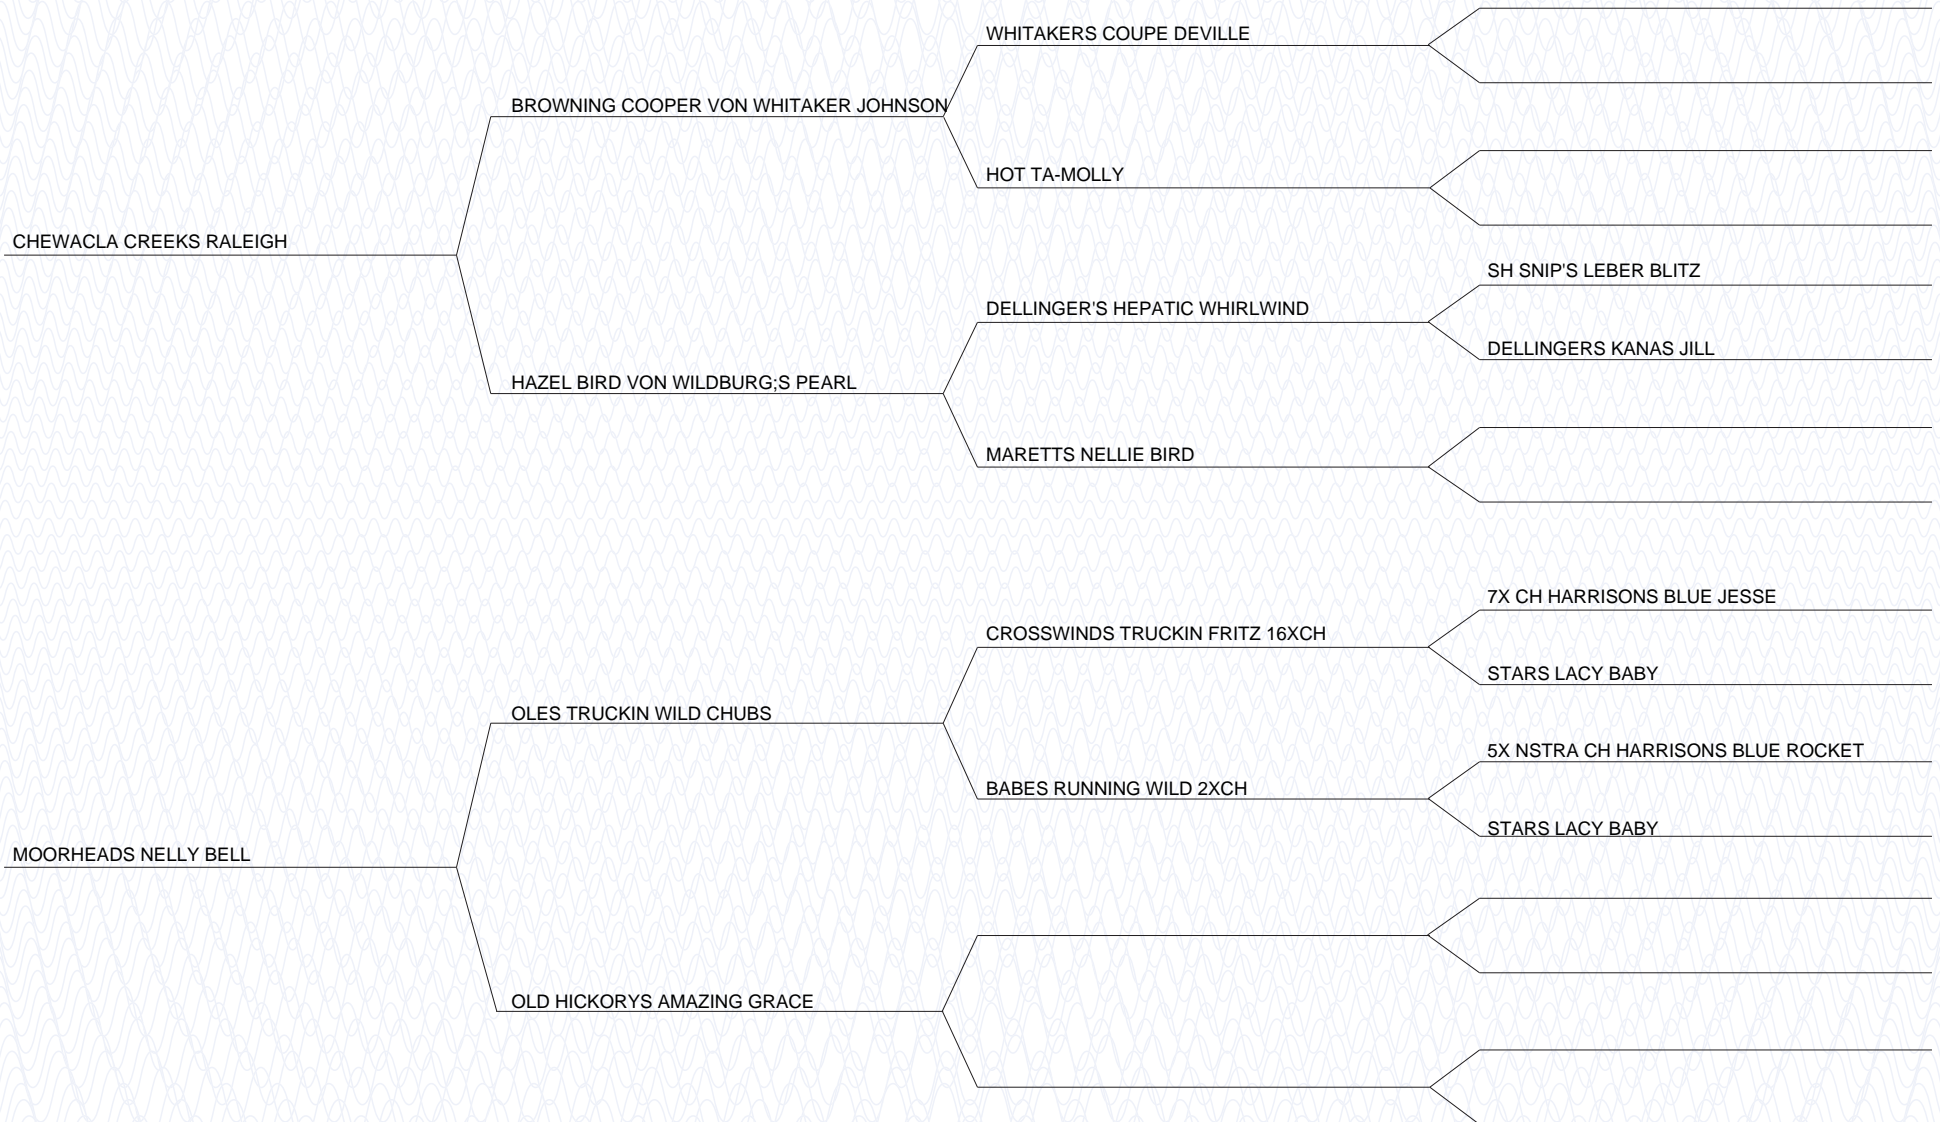 WHITAKERS COUPE DEVILLE
BROWNING COOPER VON WHITAKER JOHNSON
HOT TA-MOLLY
CHEWACLA CREEKS RALEIGH
SH SNIP'S LEBER BLITZ
DELLINGER'S HEPATIC WHIRLWIND
DELLINGERS KANAS JILL
HAZEL BIRD VON WILDBURG;S PEARL
MARETTS NELLIE BIRD
7X CH HARRISONS BLUE JESSE
CROSSWINDS TRUCKIN FRITZ 16XCH
STARS LACY BABY
OLES TRUCKIN WILD CHUBS
5X NSTRA CH HARRISONS BLUE ROCKET
BABES RUNNING WILD 2XCH
STARS LACY BABY
MOORHEADS NELLY BELL
OLD HICKORYS AMAZING GRACE